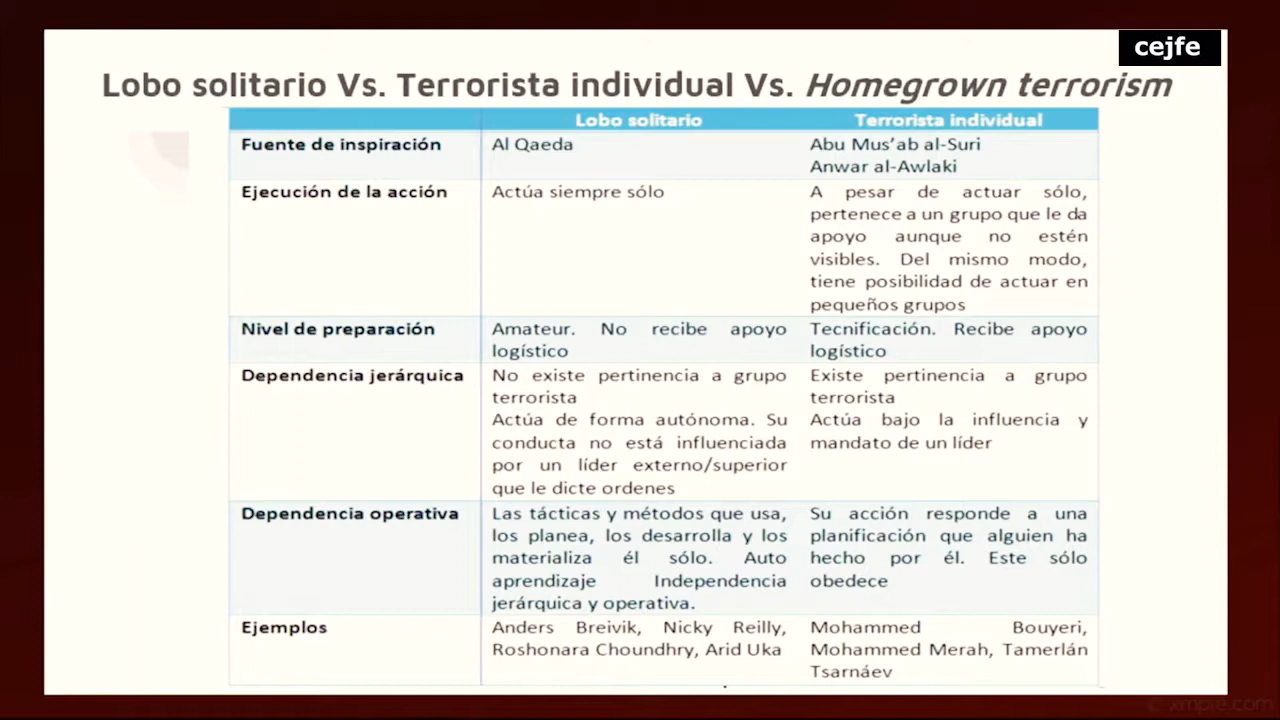 cejfe
Lobo solitario Vs. Terrorista individual Vs. Homegrown terrorism
Lobo solitario
Terrorista individual
Fuente de inspiración
Al Qaeda
Abu Mus'ab al-Suri
Anwar al-Awlaki
Ejecución de la acción
Actúa siempre sólo
A pesar de actuar sólo,
pertenece a un grupo que le da
apoyo aunque no estén
visibles. Del mismo modo,
tiene posibilidad de actuar en
pequeños grupos
Nivel de preparación
Amateur. No recibe apoyo
logístico
Tecnificación. Recibe apoyo
logístico
Dependencia jerárquica
No existe pertinencia a grupo
terrorista
Actúa de forma autónoma. Su
conducta no está influenciada
por un líder externo/superior
que le dicte ordenes
Existe pertinencia a grupo
terrorista
Actúa bajo la influencia y
mandato de un líder
Dependencia operativa
Las tácticas y métodos que usa,
los planea, los desarrolla y los
materializa él sólo. Auto
aprendizaje Independencia
jerárquica y operativa.
Su acción responde a una
planificación que alguien ha
hecho por él. Este sólo
obedece
Ejemplos
Anders Breivik, Nicky Reilly,
Roshonara Choundhry, Arid Uka
Mohammed Bouyeri,
Mohammed Merah, Tamerlán
Tsarnáev